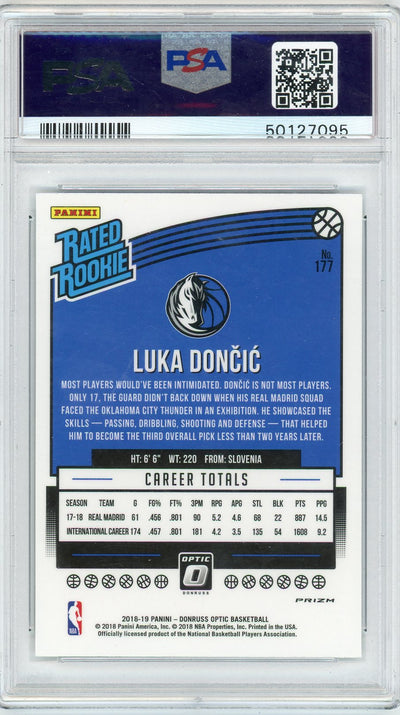 PSA
PSA
50127095
PANINI
RATED
ROOKIE
No.
177
LUKA DONČIĆ
MOST PLAYERS WOULD'VE BEEN INTIMIDATED. DONČIĆ IS NOT MOST PLAYERS.
ONLY 17, THE GUARD DIDN'T BACK DOWN WHEN HIS REAL MADRID SQUAD
FACED THE OKLAHOMA CITY THUNDER IN AN EXHIBITION. HE SHOWCASED THE
SKILLS — PASSING, DRIBBLING, SHOOTING AND DEFENSE — THAT HELPED
HIM TO BECOME THE THIRD OVERALL PICK LESS THAN TWO YEARS LATER.
HT: 6' 6" WT: 220 FROM: SLOVENIA
CAREER TOTALS
SEASON TEAM G FG% FT% 3PM RPG APG STL BLK PTS PPG
17-18 REAL MADRID 61 .456 .801 90 5.2 4.6 68 22 887 14.5
INTERNATIONAL CAREER 174 .457 .801 181 4.2 3.5 135 54 1608 9.2
OPTIC
DONRUSS
PRIZM
NBA
2018-19 PANINI – DONRUSS OPTIC BASKETBALL
© 2018 Panini America, Inc. © 2018 NBA Properties, Inc. Printed in the USA.
Officially licensed product of the National Basketball Players Association.